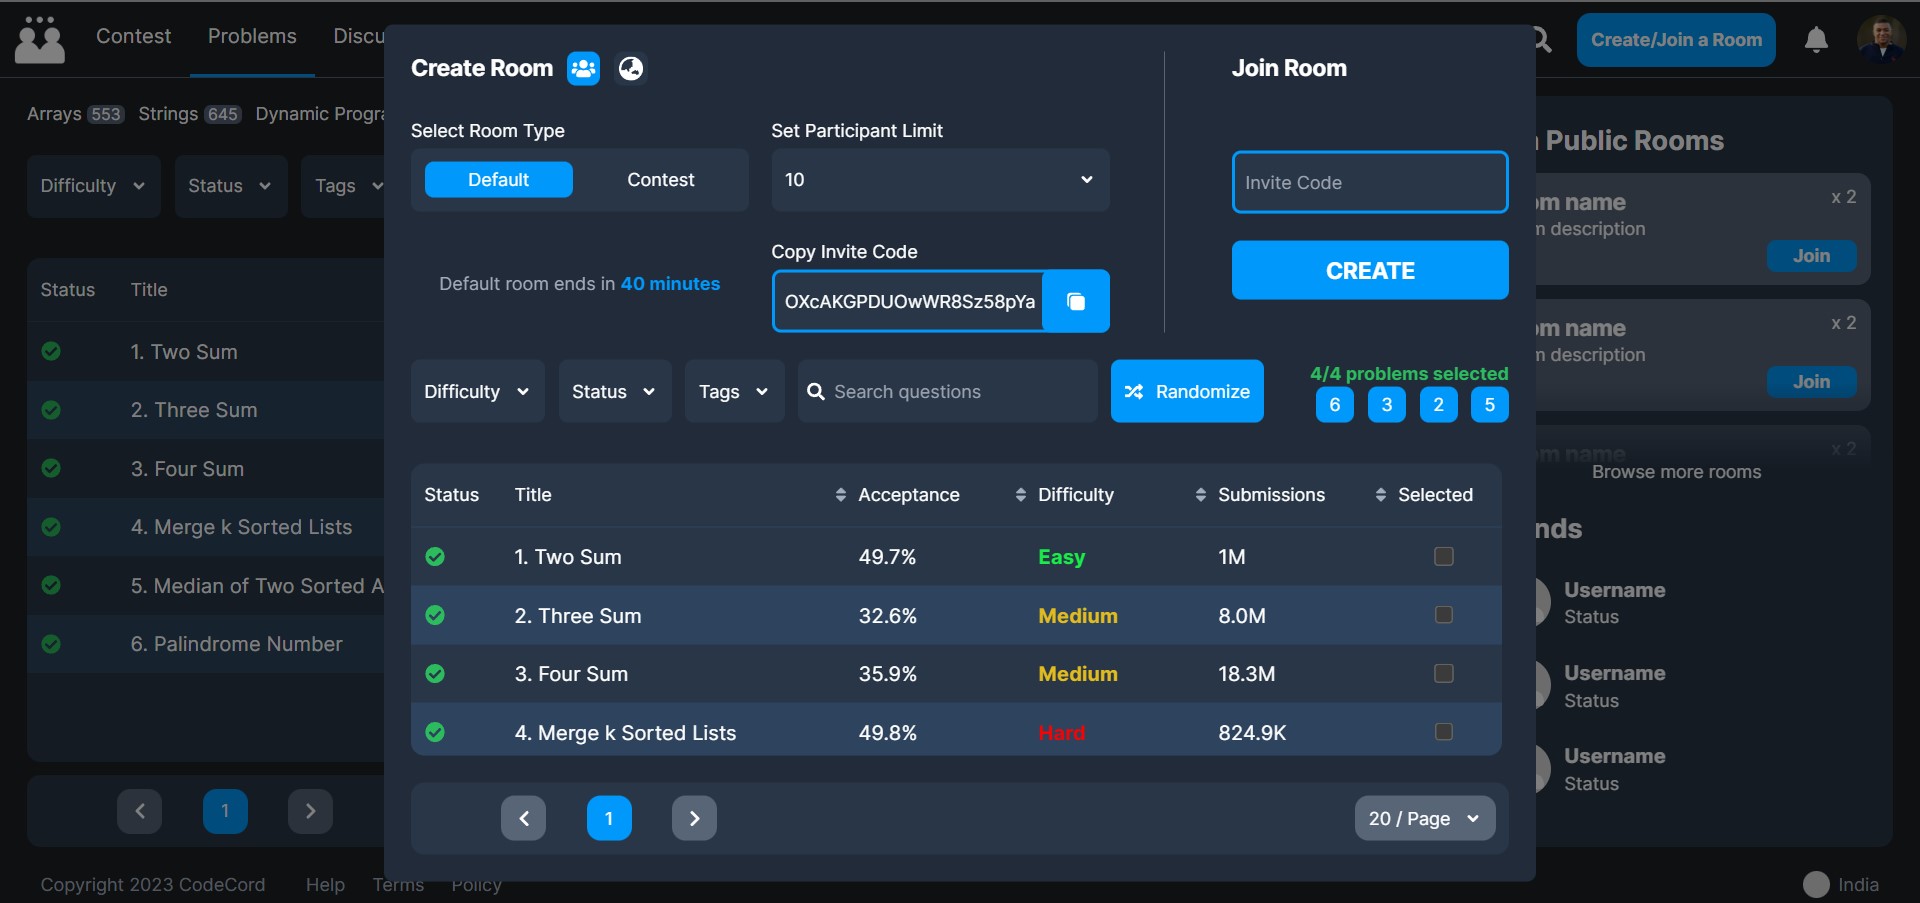 Contest Problems Discu
Create/Join a Room
Arrays 553 Strings 645 Dynamic Progra
Difficulty Status Tags
Status Title
1. Two Sum
2. Three Sum
3. Four Sum
4. Merge k Sorted Lists
5. Median of Two Sorted A
6. Palindrome Number
1
Create Room
Select Room Type
Default Contest
Set Participant Limit
10
Default room ends in 40 minutes
Copy Invite Code
OXcAKGPDUOwWR8Sz58pYa
Join Room
Invite Code
CREATE
Difficulty Status Tags Search questions Randomize
4/4 problems selected
6 3 2 5
Status Title Acceptance Difficulty Submissions Selected
1. Two Sum 49.7% Easy 1M
2. Three Sum 32.6% Medium 8.0M
3. Four Sum 35.9% Medium 18.3M
4. Merge k Sorted Lists 49.8% Hard 824.9K
1
20 / Page
Public Rooms
om name x 2
n description
Join
om name x 2
n description
Join
om name x 2
Browse more rooms
nds
Username
Status
Username
Status
Username
Status
Copyright 2023 CodeCord Help Terms Policy
India